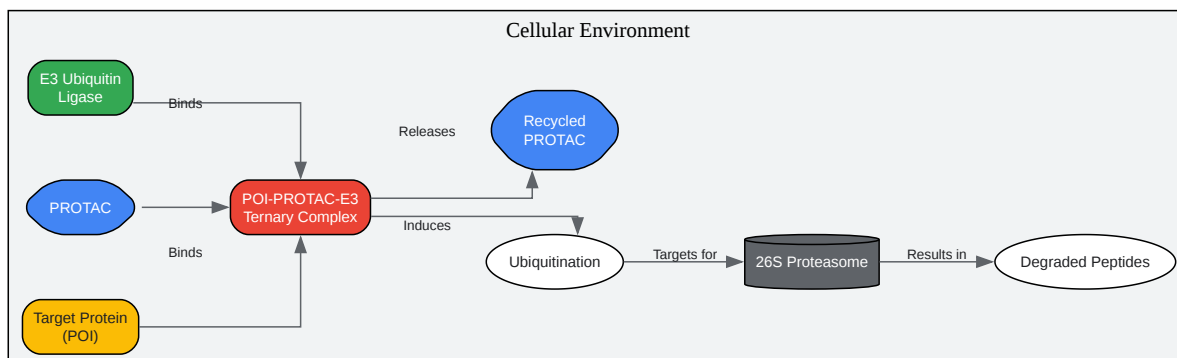 Cellular Environment
E3 Ubiquitin
Ligase
Binds
Releases
Recycled
PROTAC
PROTAC
POI-PROTAC-E3
Ternary Complex
Induces
Binds
Ubiquitination
Targets for
26S Proteasome
Results in
Degraded Peptides
Target Protein
(POI)